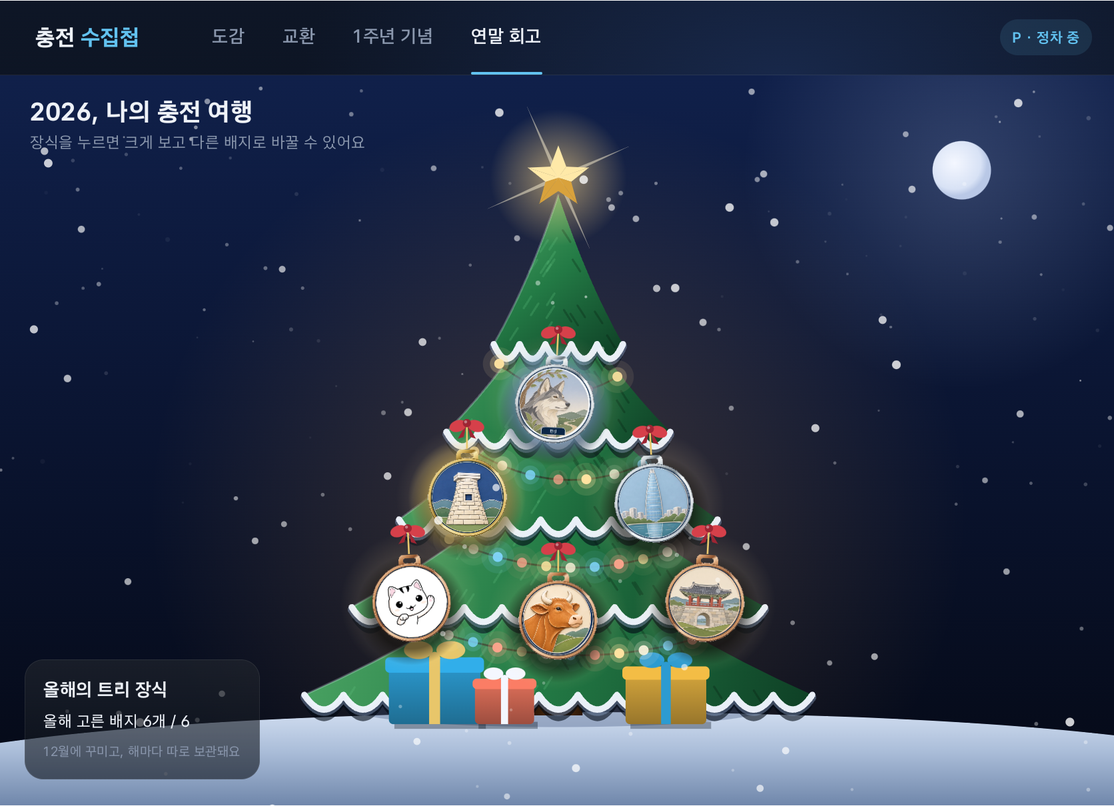 충전 수집첩
도감
교환
1주년 기념
연말 회고
P · 정차 중
2026, 나의 충전 여행
장식을 누르면 크게 보고 다른 배지로 바꿀 수 있어요
올해의 트리 장식
올해 고른 배지 6개 / 6
12월에 꾸미고, 해마다 따로 보관돼요